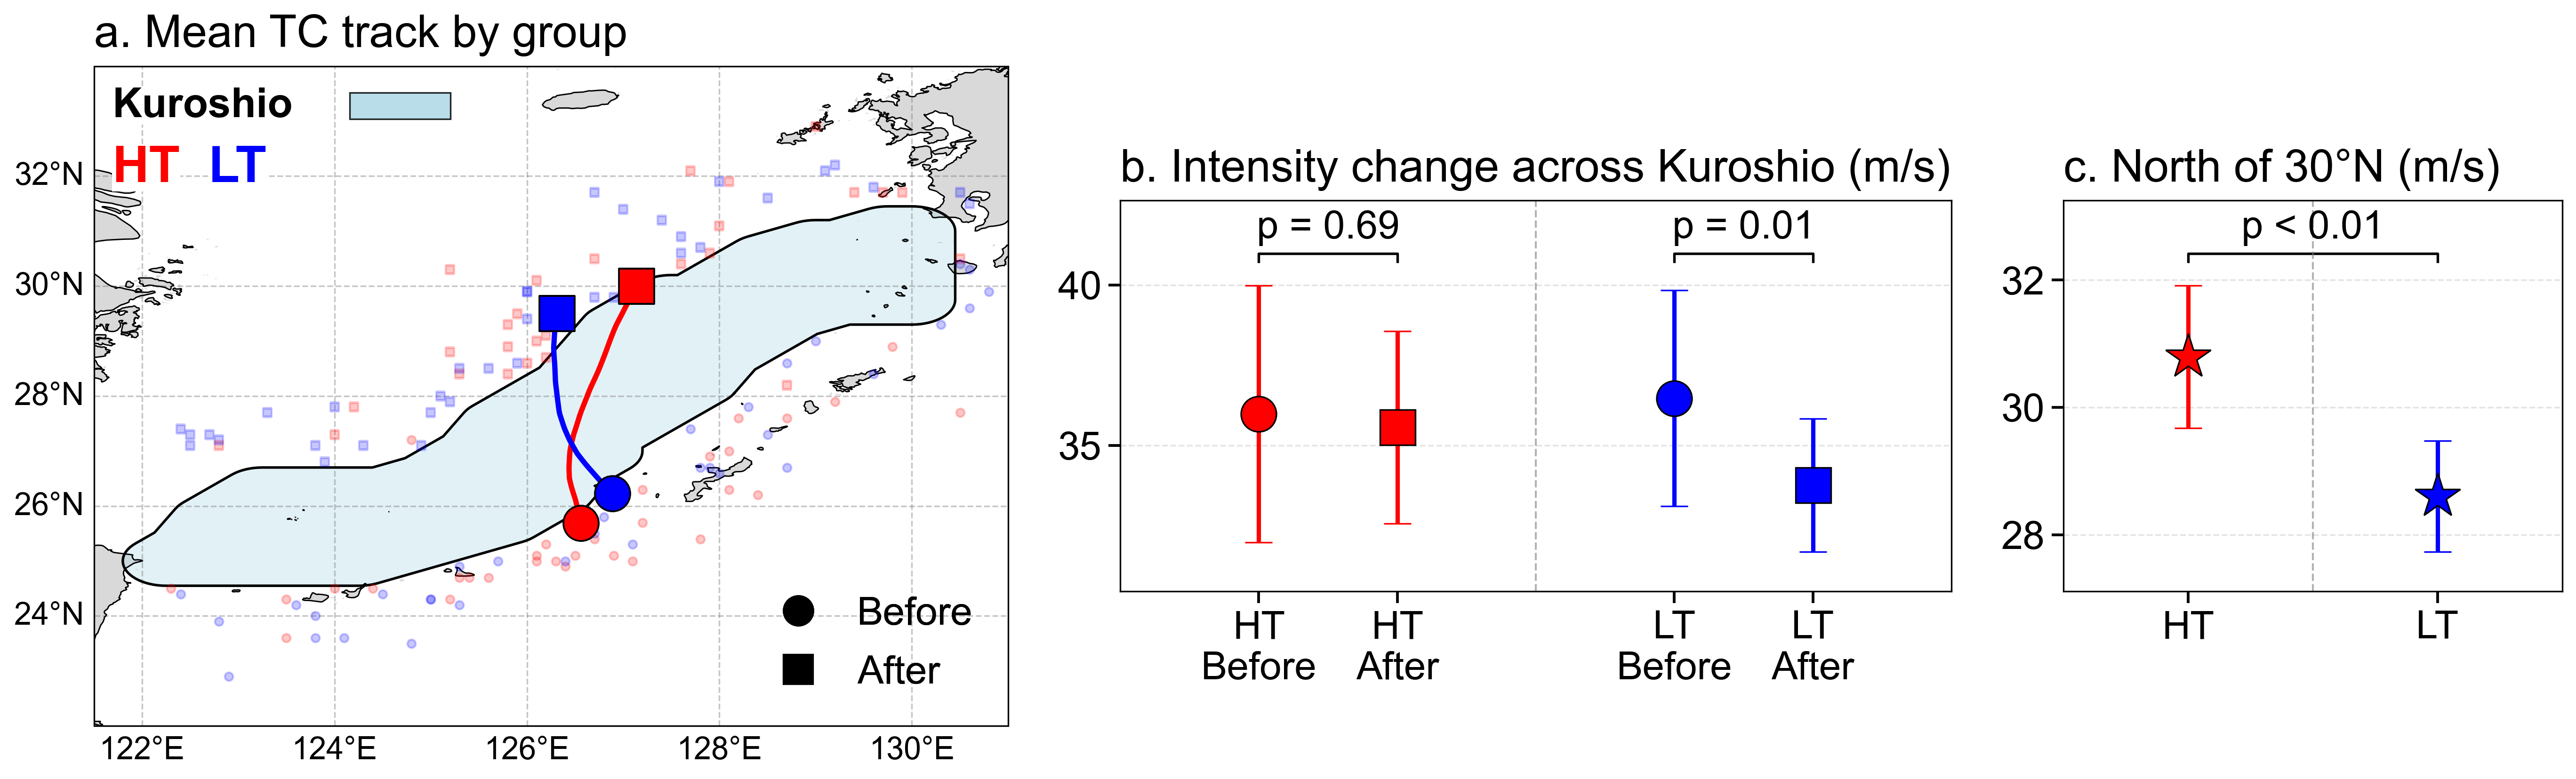 a. Mean TC track by group
Kuroshio
HT LT
32°N
30°N
28°N
26°N
24°N
122°E 124°E 126°E 128°E 130°E
Before
After
b. Intensity change across Kuroshio (m/s)
p = 0.69
p = 0.01
40
35
HT Before
HT After
LT Before
LT After
c. North of 30°N (m/s)
p < 0.01
32
30
28
HT LT